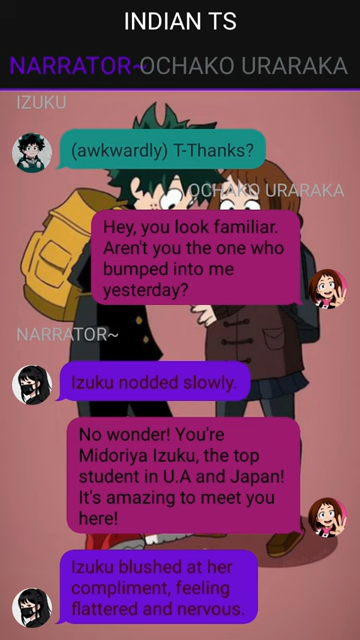 INDIAN TS
NARRATOR~OCHAKO URARAKA
IZUKU
(awkwardly) T-Thanks?
OCHAKO URARAKA
Hey, you look familiar.
Aren't you the one who
bumped into me
yesterday?
NARRATOR~
Izuku nodded slowly.
No wonder! You're
Midoriya Izuku, the top
student in U.A and Japan!
It's amazing to meet you
here!
Izuku blushed at her
compliment, feeling
flattered and nervous.